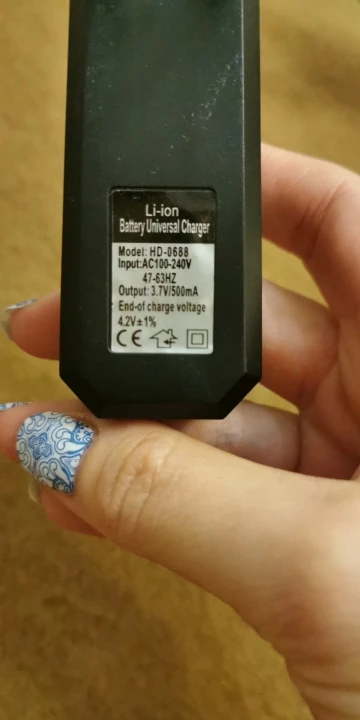 Li-ion
Battery Universal Charger
Model: HD-0688
Input:AC100-240V
47-63HZ
Output: 3.7V/500mA
End-of charge voltage
4.2V±1%
CE